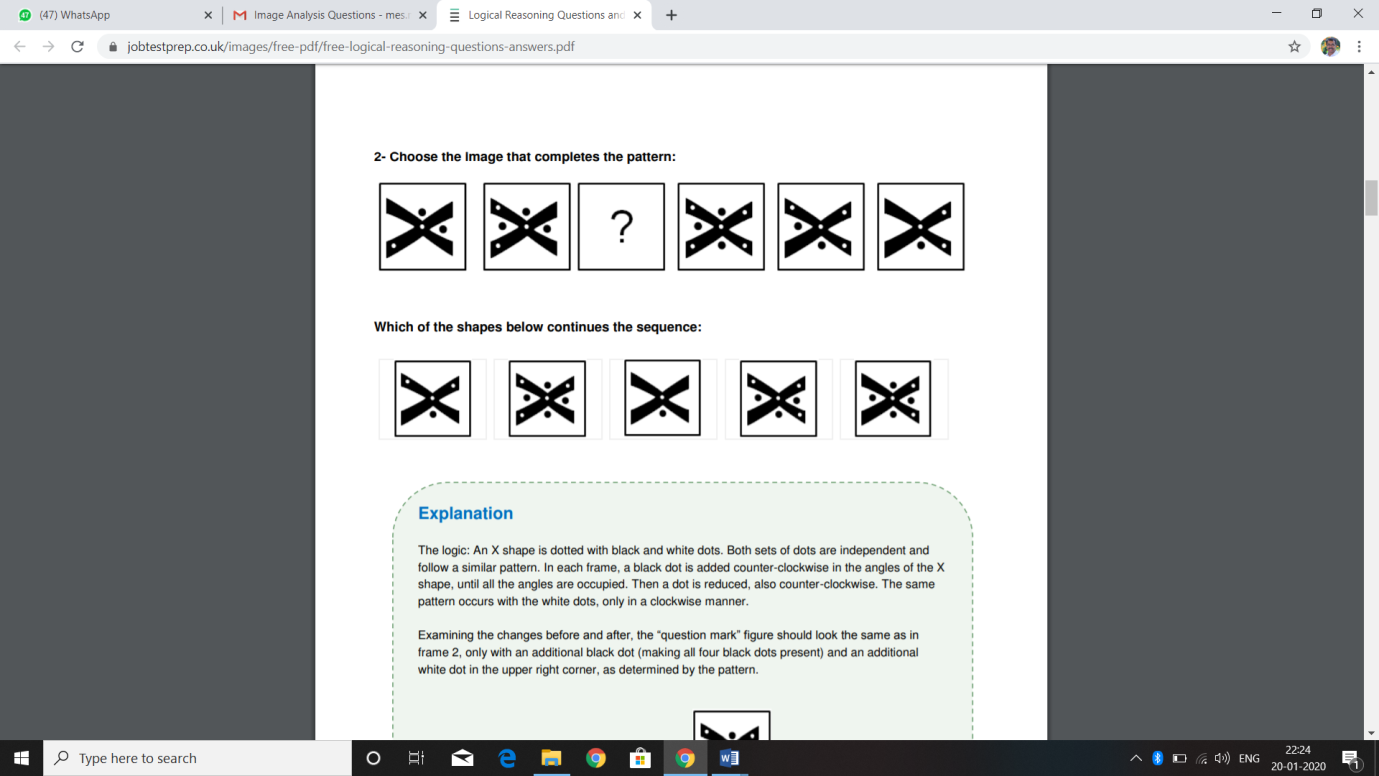 47 (47) WhatsApp
Image Analysis Questions - mes.r
Logical Reasoning Questions and
jobtestprep.co.uk/images/free-pdf/free-logical-reasoning-questions-answers.pdf
2- Choose the Image that completes the pattern:
?
Which of the shapes below continues the sequence:
Explanation
The logic: An X shape is dotted with black and white dots. Both sets of dots are independent and
follow a similar pattern. In each frame, a black dot is added counter-clockwise in the angles of the X
shape, until all the angles are occupied. Then a dot is reduced, also counter-clockwise. The same
pattern occurs with the white dots, only in a clockwise manner.
Examining the changes before and after, the "question mark" figure should look the same as in
frame 2, only with an additional black dot (making all four black dots present) and an additional
white dot in the upper right corner, as determined by the pattern.
Type here to search
ENG
22:24
20-01-2020
1